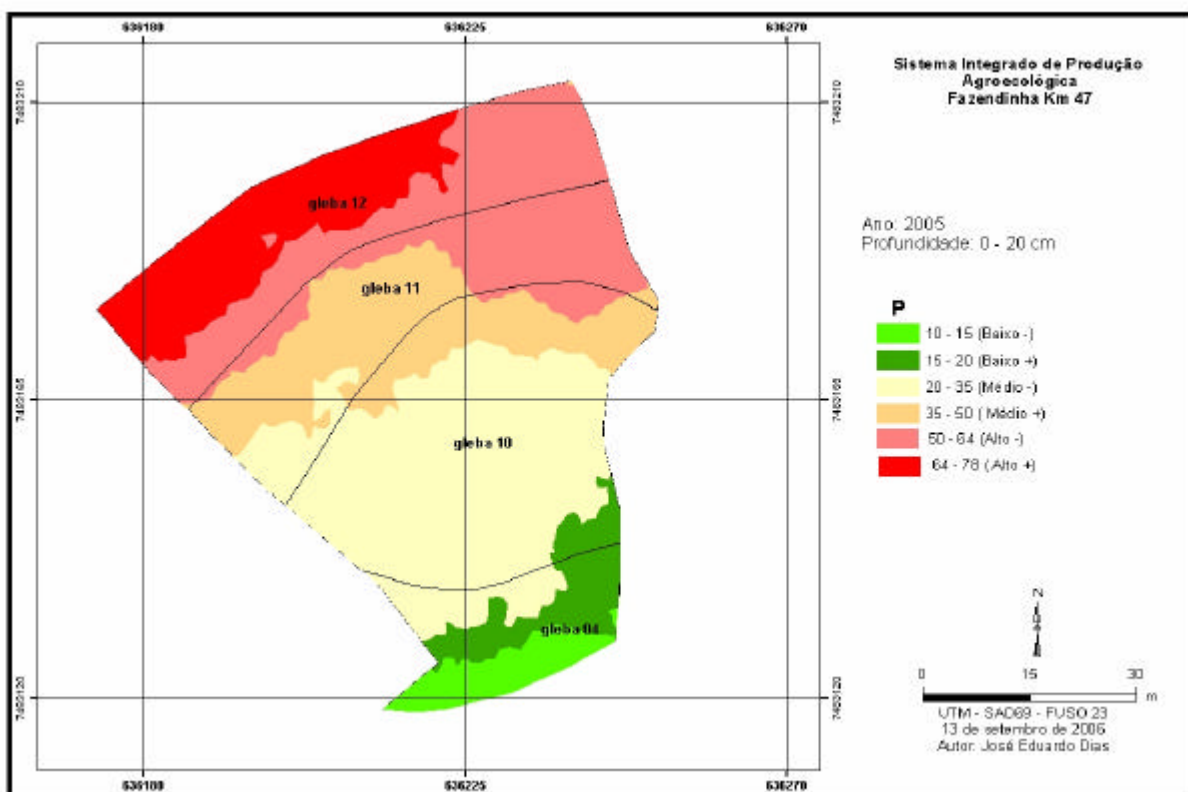 636180 636225 636270
Sistema Integrado de Produção
Agroecológica
Fazendinha Km 47
7483210
7483210
gleba 12
Ano: 2005
Profundidade: 0 - 20 cm
gleba 11
P
10 - 15 (Baixo -)
15 - 20 (Baixo +)
20 - 35 (Médio -)
35 - 50 ( Médio +)
50 - 64 (Alto -)
64 - 78 ( Alto +)
7483165
7483165
gleba 10
N
gleba 04
0 15 30
m
7483120
7483120
UTM - SAD69 - FUSO 23
13 de setembro de 2006
Autor: José Eduardo Dias
636180 636225 636270